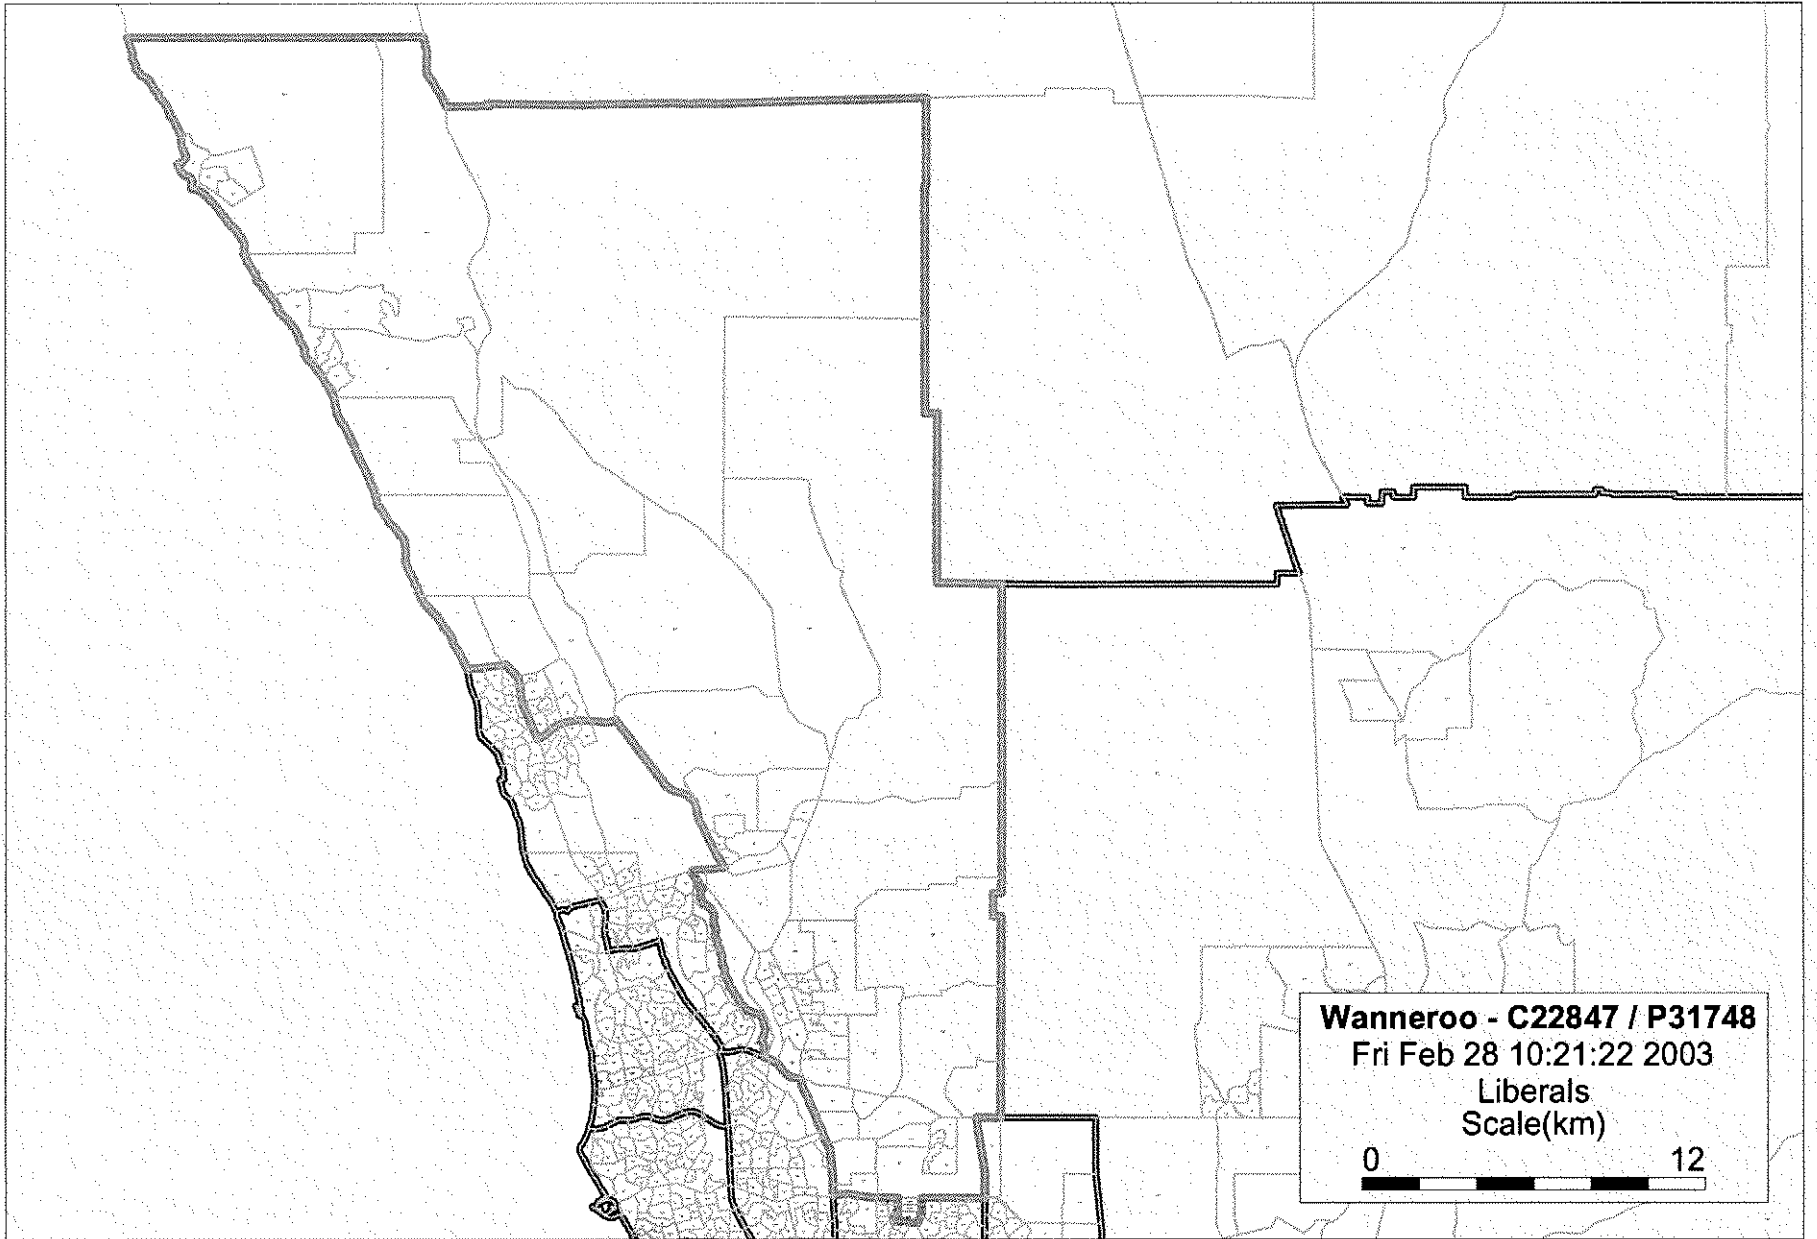 Wanneroo - C22847 / P31748
Fri Feb 28 10:21:22 2003
Liberals
Scale(km)
0 12